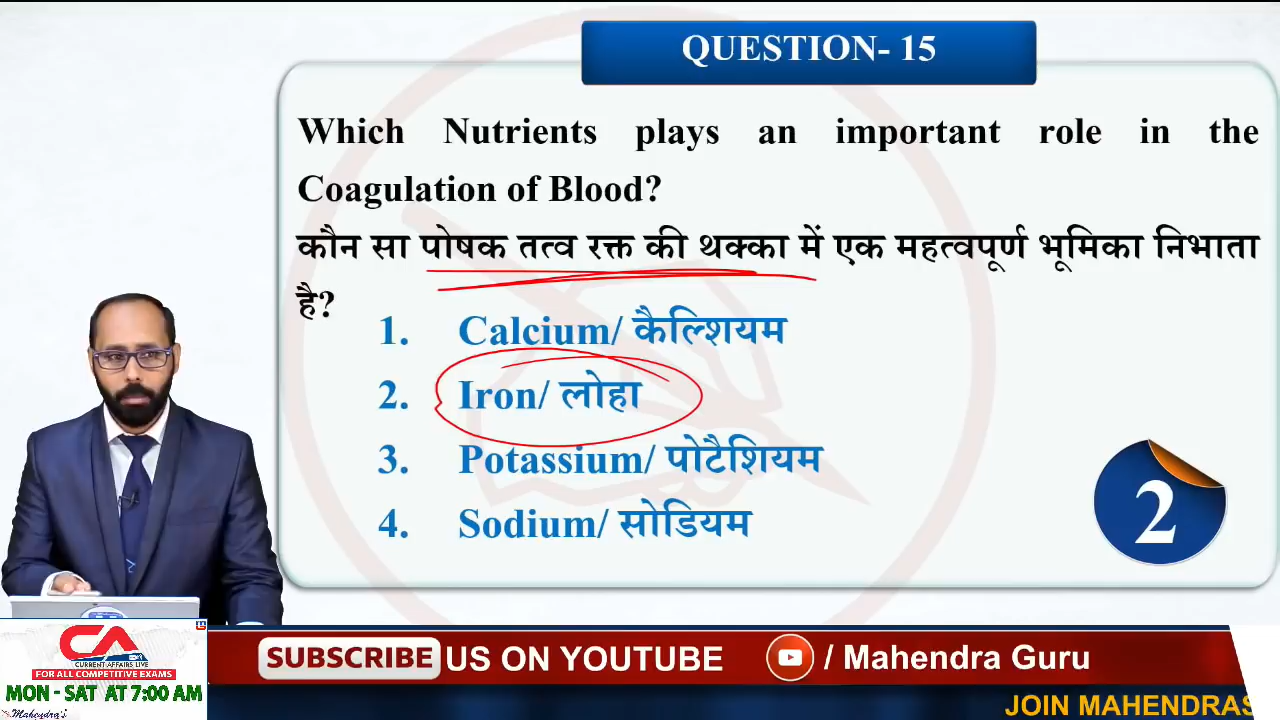 QUESTION- 15
Which Nutrients plays an important role in the
Coagulation of Blood?
कौन सा पोषक तत्व रक्त की थक्का में एक महत्वपूर्ण भूमिका निभाता
है?
1. Calcium/ कैल्शियम
2. Iron/ लोहा
3. Potassium/ पोटैशियम
4. Sodium/ सोडियम
2
CA
CURRENT AFFAIRS LIVE
FOR ALL COMPETITIVE EXAMS
MON - SAT AT 7:00 AM
Mahendra's
SUBSCRIBE US ON YOUTUBE / Mahendra Guru
JOIN MAHENDRAS